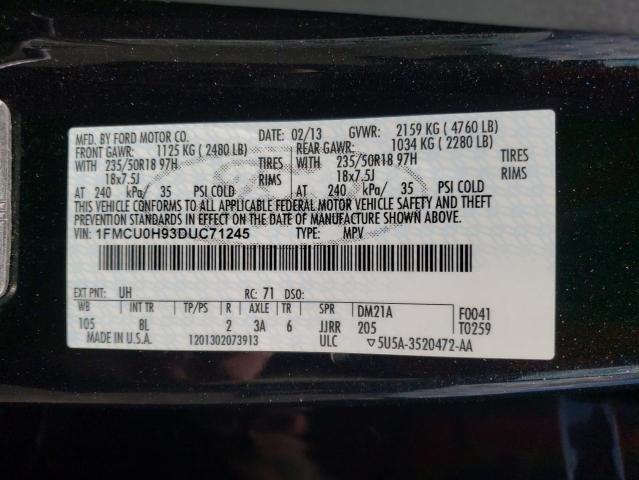 MFD. BY FORD MOTOR CO. DATE: 02/13 GVWR: 2159 KG ( 4760 LB)
FRONT GAWR: 1125 KG ( 2480 LB) REAR GAWR: 1034 KG ( 2280 LB)
WITH 235/50R18 97H TIRES WITH 235/50R18 97H TIRES
18x7.5J RIMS 18x7.5J RIMS
AT 240 kPa/ 35 PSI COLD AT 240 kPa/ 35 PSI COLD
THIS VEHICLE CONFORMS TO ALL APPLICABLE FEDERAL MOTOR VEHICLE SAFETY AND THEFT
PREVENTION STANDARDS IN EFFECT ON THE DATE OF MANUFACTURE SHOWN ABOVE.
VIN: 1FMCU0H93DUC71245 TYPE: MPV
EXT PNT: UH RC: 71 DSO:
WB INT TR TP/PS R AXLE TR SPR DM21A F0041
105 8L 2 3A 6 JJRR 205 T0259
MADE IN U.S.A. 1201302073913 ULC ▽5U5A-3520472-AA